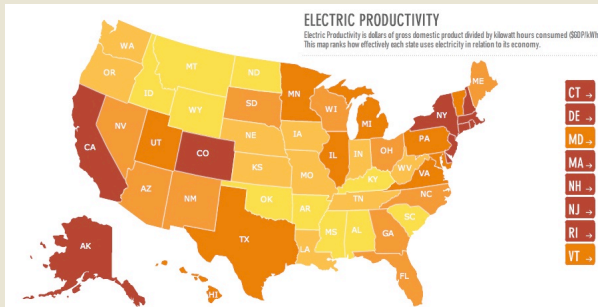 ELECTRIC PRODUCTIVITY
Electric Productivity is dollars of gross domestic product divided by kilowatt hours consumed ($GDP/kWh
This map ranks how effectively each state uses electricity in relation to its economy.
WA
OR
CA
NV
ID
MT
WY
UT
AZ
CO
NM
ND
SD
NE
KS
OK
TX
MN
IA
MO
AR
LA
WI
IL
MI
IN
OH
KY
TN
MS
AL
GA
FL
SC
NC
VA
WV
PA
NY
ME
AK
HI
CT →
DE →
MD →
MA →
NH →
NJ →
RI →
VT →